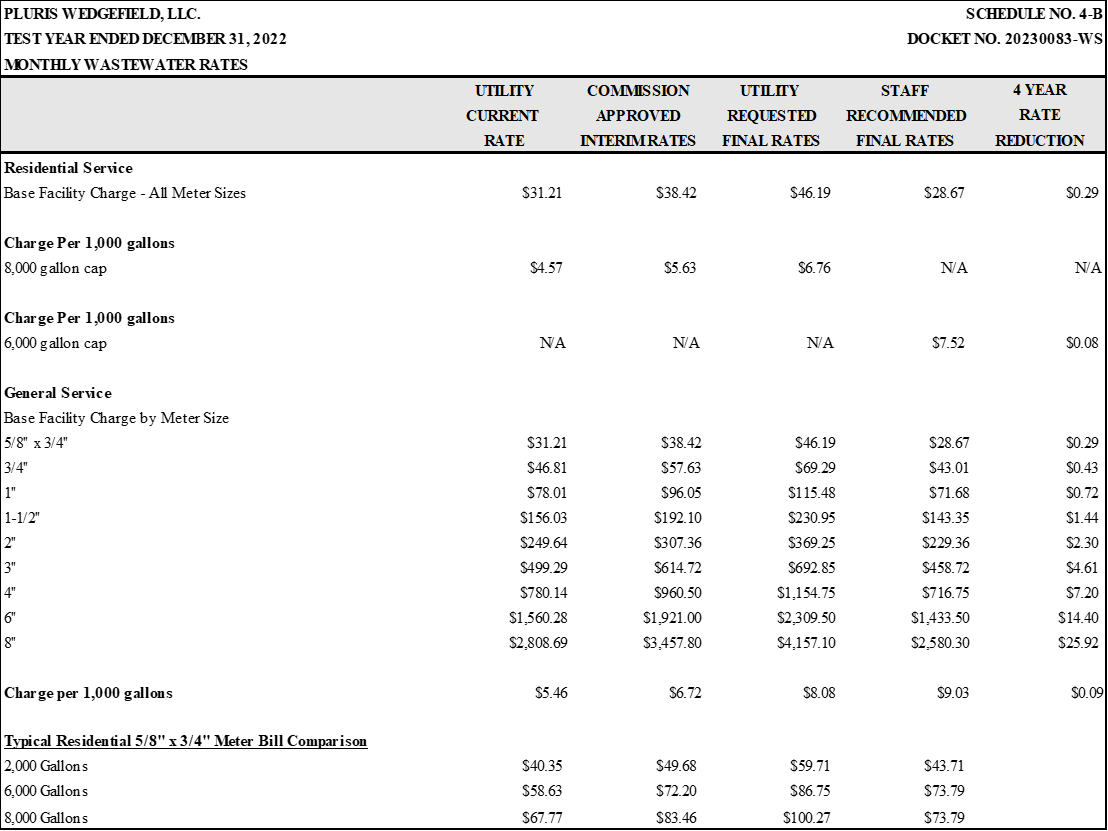 PLURIS WEDGEFIELD, LLC. SCHEDULE NO. 4-B
TEST YEAR ENDED DECEMBER 31, 2022 DOCKET NO. 20230083-WS
MONTHLY WASTEWATER RATES
UTILITY COMMISSION UTILITY STAFF 4 YEAR
CURRENT APPROVED REQUESTED RECOMMENDED RATE
RATE INTERIM RATES FINAL RATES FINAL RATES REDUCTION
Residential Service
Base Facility Charge - All Meter Sizes $31.21 $38.42 $46.19 $28.67 $0.29
Charge Per 1,000 gallons
8,000 gallon cap $4.57 $5.63 $6.76 N/A N/A
Charge Per 1,000 gallons
6,000 gallon cap N/A N/A N/A $7.52 $0.08
General Service
Base Facility Charge by Meter Size
5/8" x 3/4" $31.21 $38.42 $46.19 $28.67 $0.29
3/4" $46.81 $57.63 $69.29 $43.01 $0.43
1" $78.01 $96.05 $115.48 $71.68 $0.72
1-1/2" $156.03 $192.10 $230.95 $143.35 $1.44
2" $249.64 $307.36 $369.25 $229.36 $2.30
3" $499.29 $614.72 $692.85 $458.72 $4.61
4" $780.14 $960.50 $1,154.75 $716.75 $7.20
6" $1,560.28 $1,921.00 $2,309.50 $1,433.50 $14.40
8" $2,808.69 $3,457.80 $4,157.10 $2,580.30 $25.92
Charge per 1,000 gallons $5.46 $6.72 $8.08 $9.03 $0.09
Typical Residential 5/8" x 3/4" Meter Bill Comparison
2,000 Gallons $40.35 $49.68 $59.71 $43.71
6,000 Gallons $58.63 $72.20 $86.75 $73.79
8,000 Gallons $67.77 $83.46 $100.27 $73.79